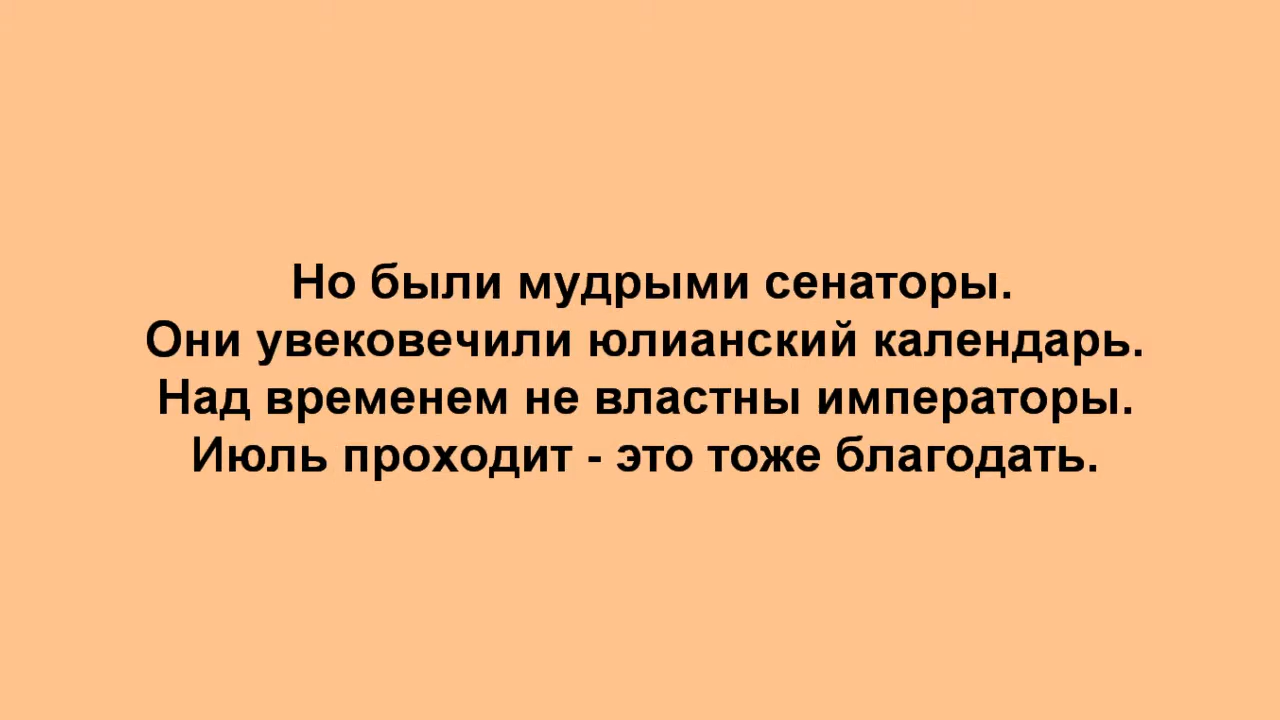 Но были мудрыми сенаторы.
Они увековечили юлианский календарь.
Над временем не властны императоры.
Июль проходит - это тоже благодать.